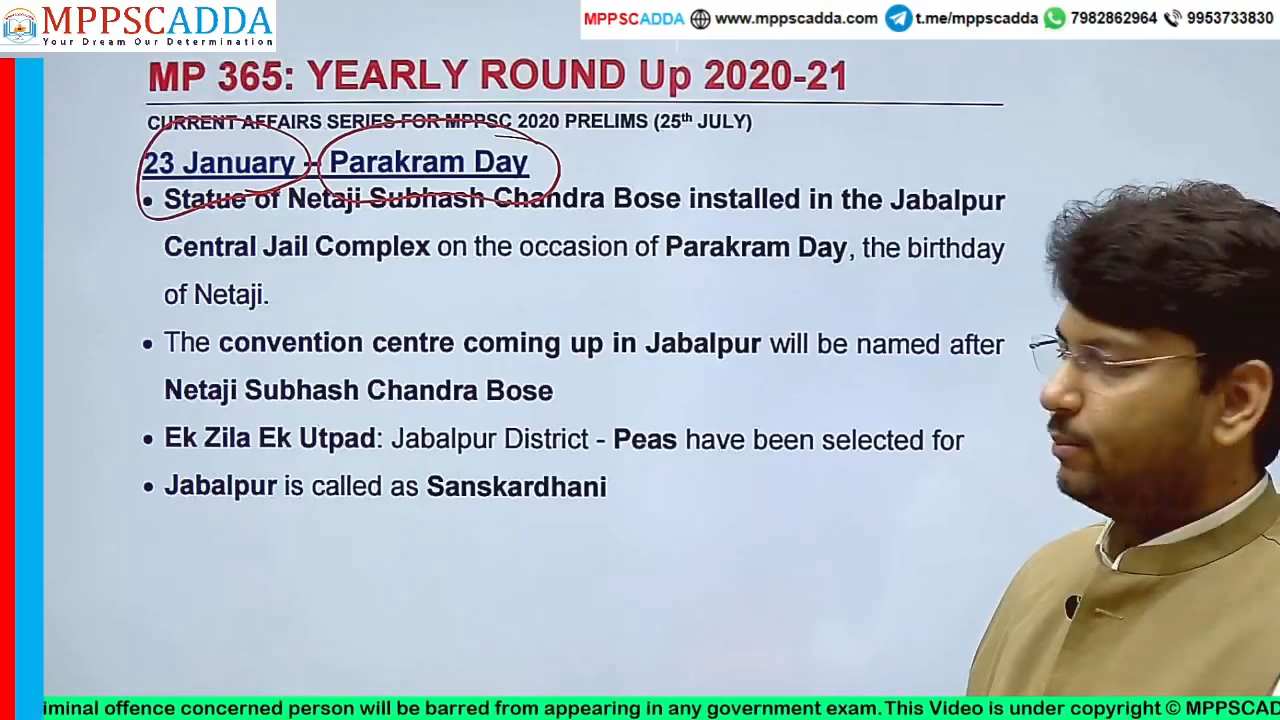 MPPSCADDA
Your Dream Our Determination
MPPSCADDA www.mppscadda.com t.me/mppscadda 7982862964 9953733830
MP 365: YEARLY ROUND Up 2020-21
CURRENT AFFAIRS SERIES FOR MPPSC 2020 PRELIMS (25th JULY)
23 January – Parakram Day
• Statue of Netaji Subhash Chandra Bose installed in the Jabalpur
Central Jail Complex on the occasion of Parakram Day, the birthday
of Netaji.
• The convention centre coming up in Jabalpur will be named after
Netaji Subhash Chandra Bose
• Ek Zila Ek Utpad: Jabalpur District - Peas have been selected for
• Jabalpur is called as Sanskardhani
iminal offence concerned person will be barred from appearing in any government exam.This Video is under copyright © MPPSCAD